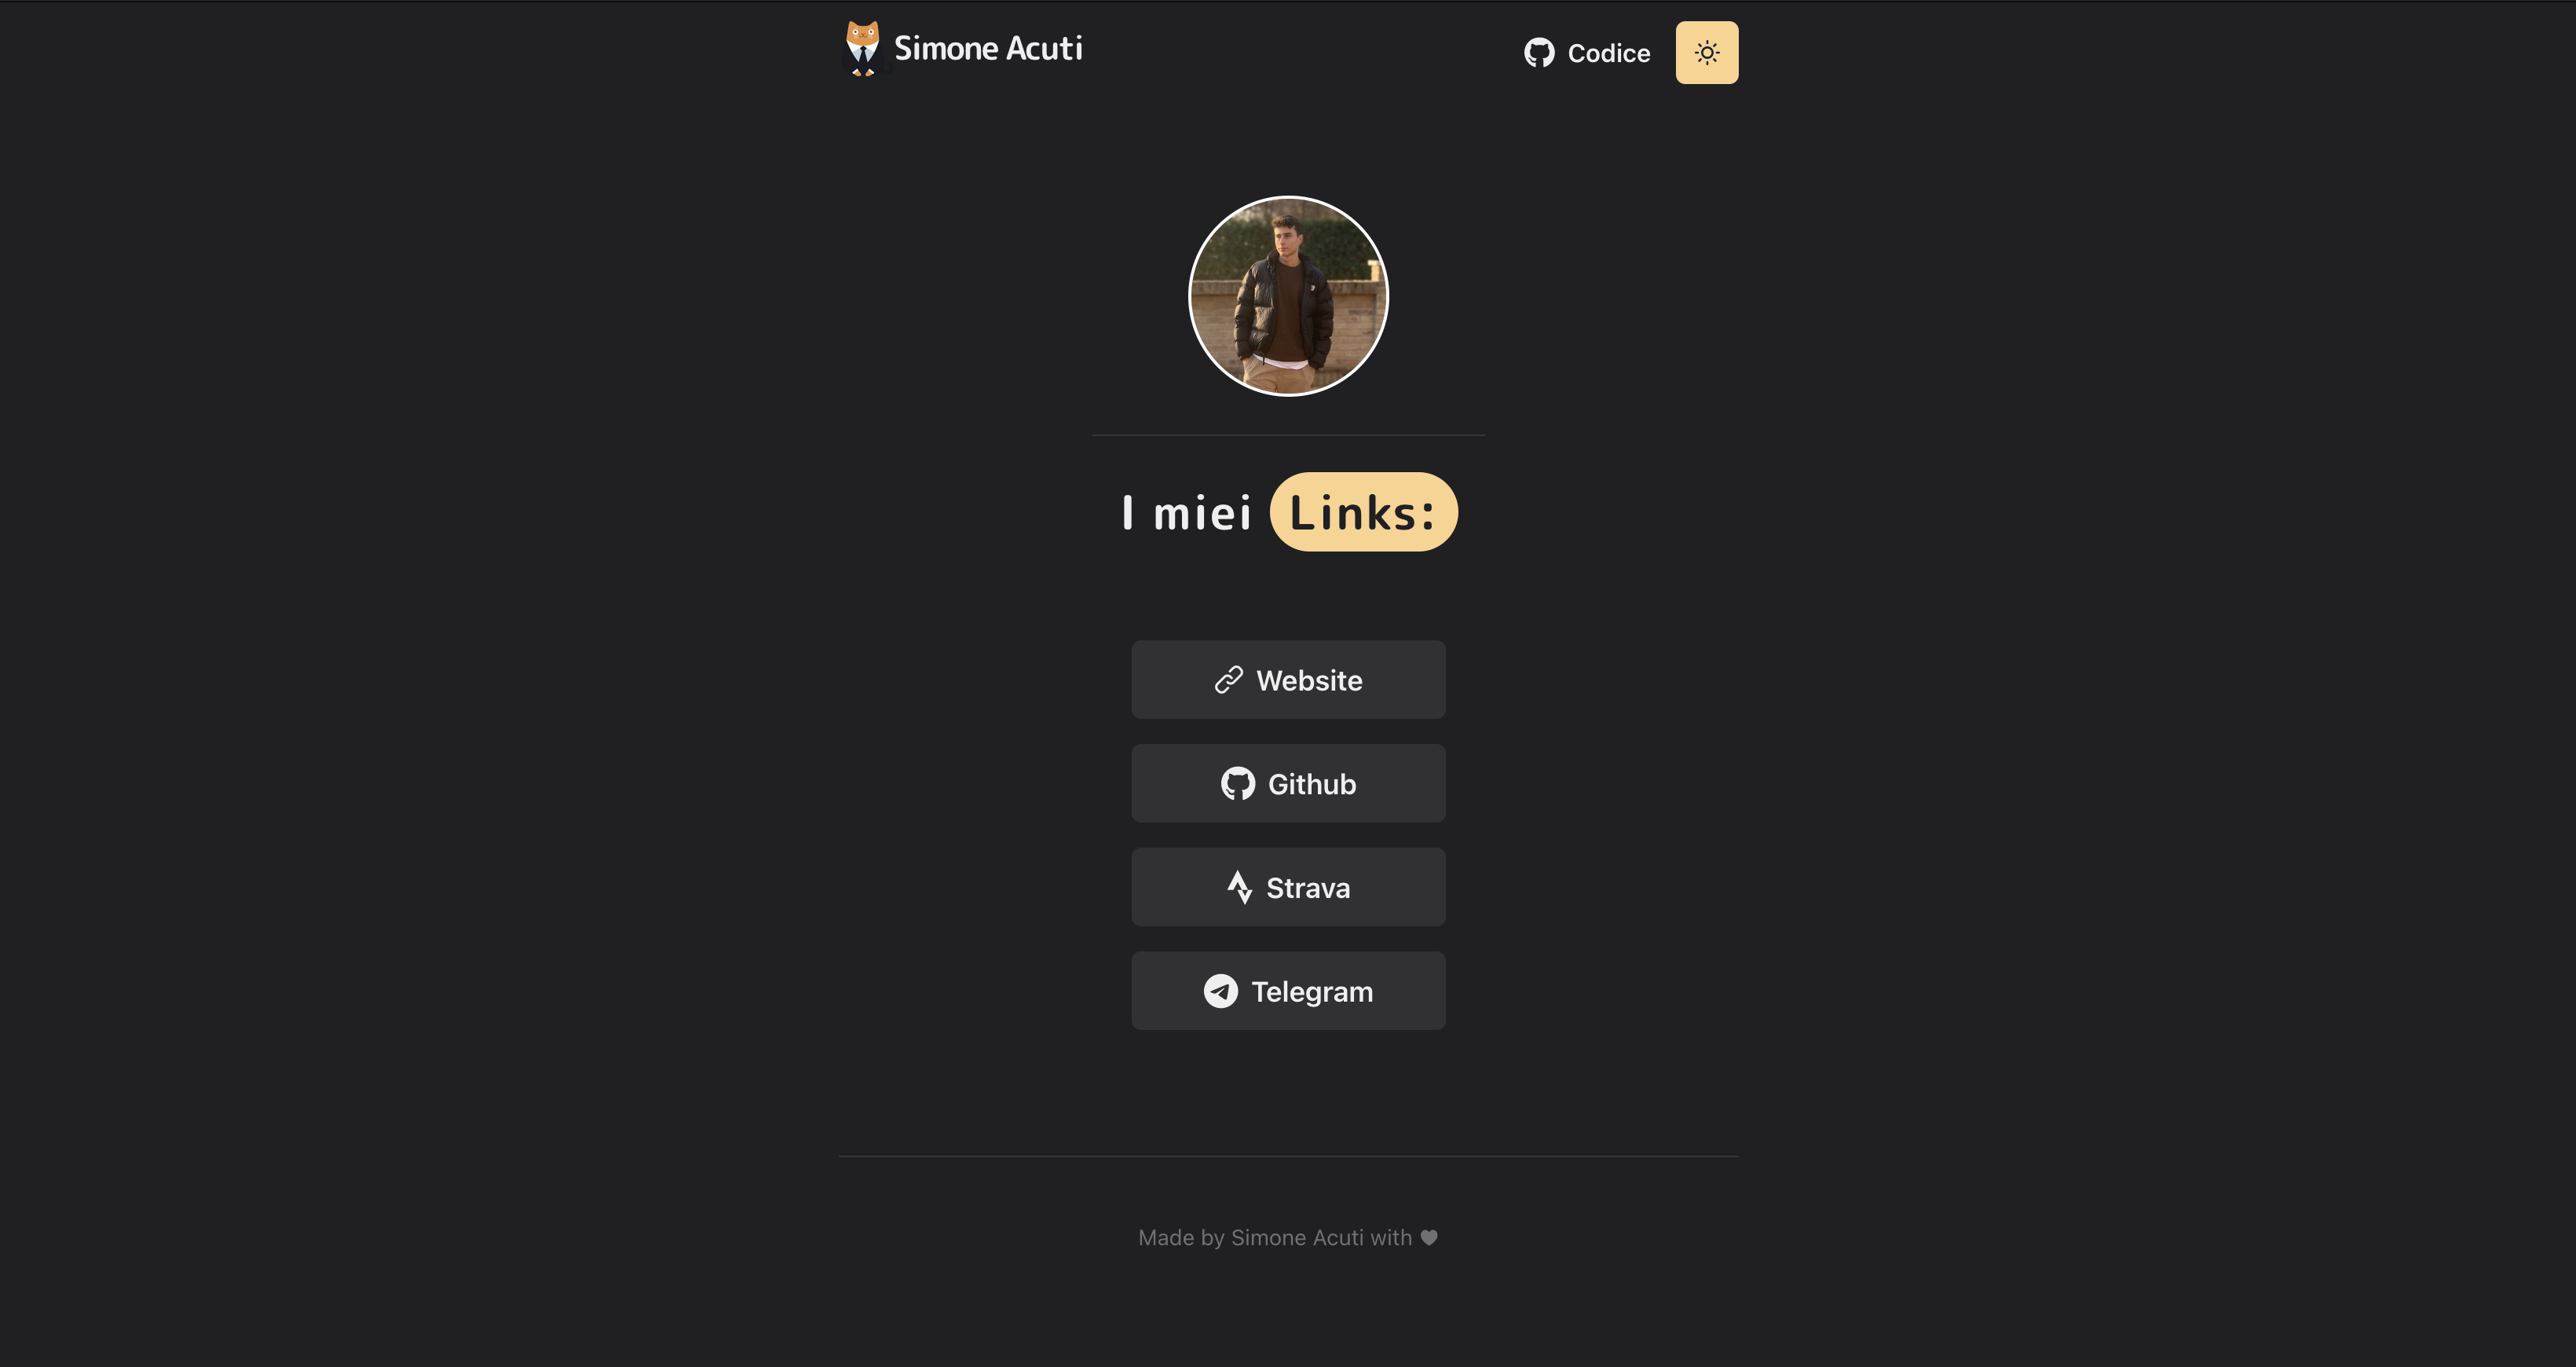 Simone Acuti
Codice
I miei Links:
Website
Github
Strava
Telegram
Made by Simone Acuti with